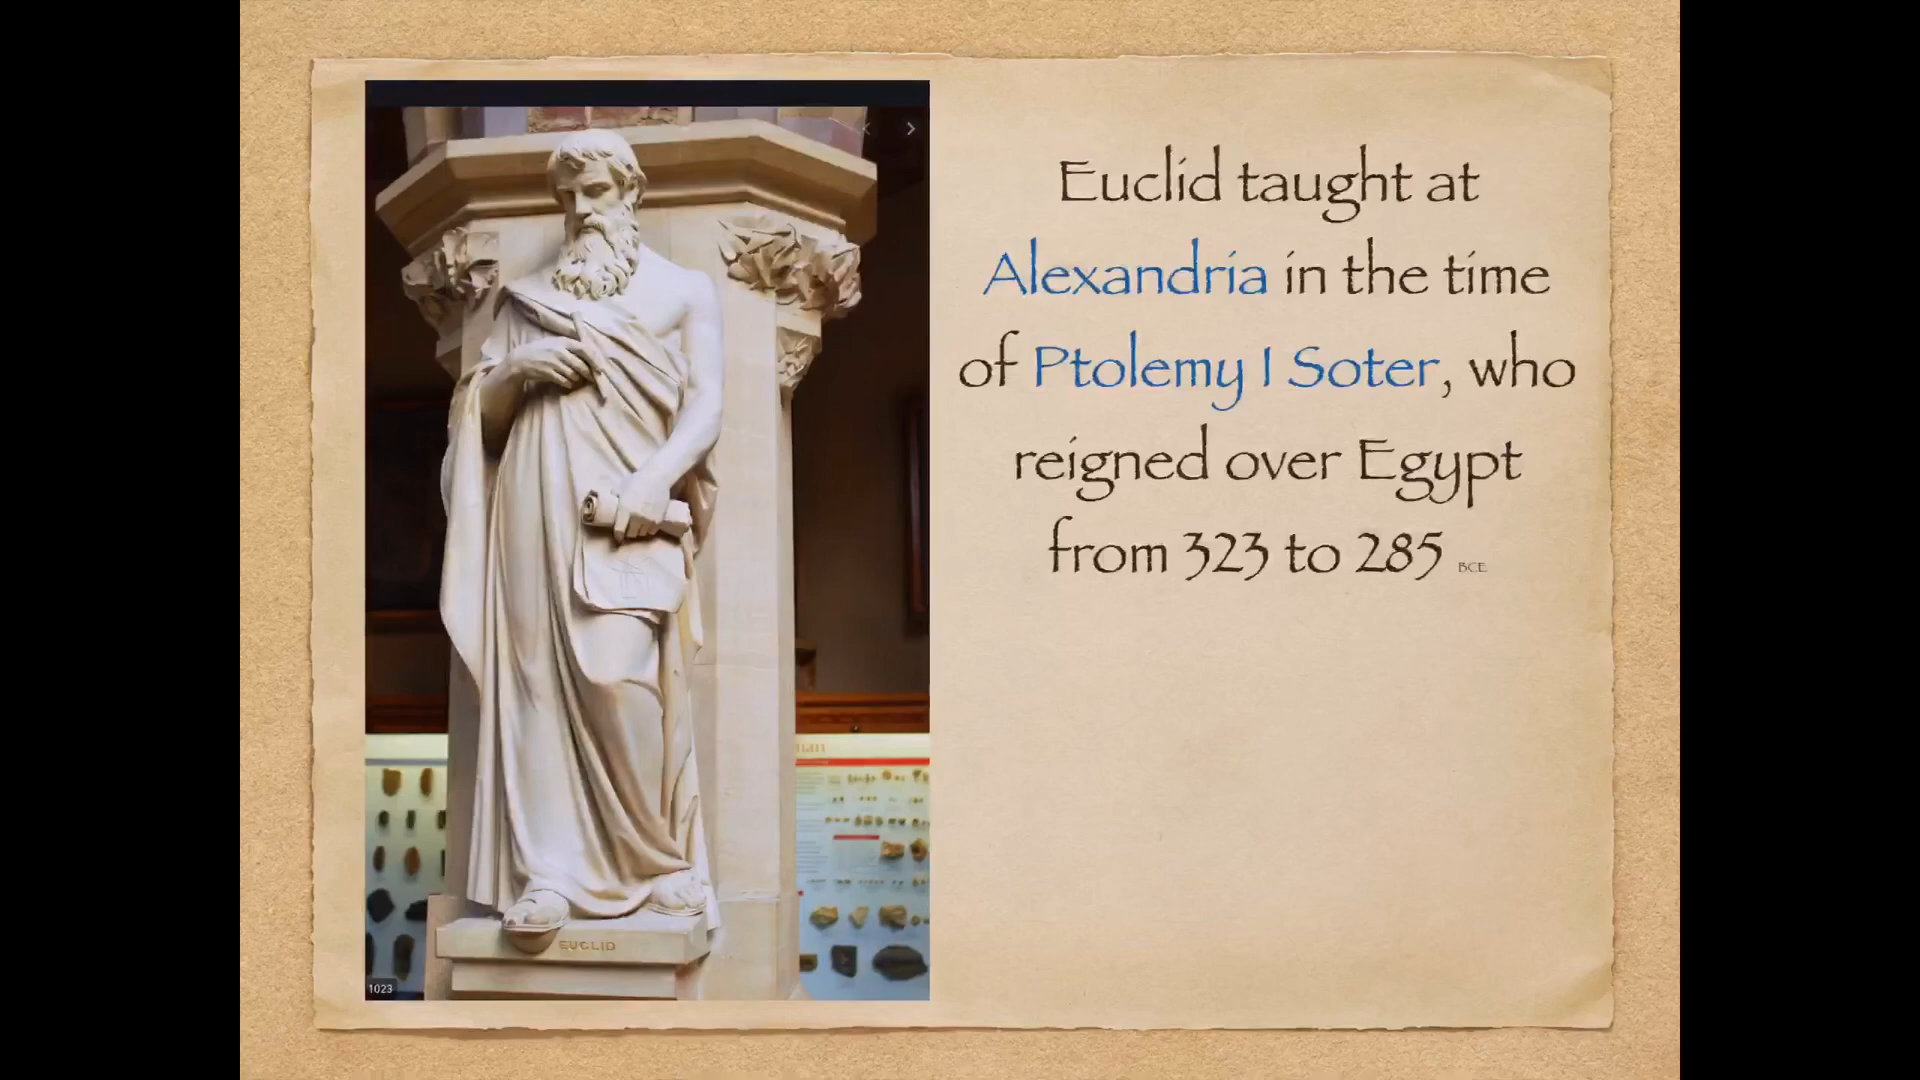 Euclid taught at
Alexandria in the time
of Ptolemy I Soter, who
reigned over Egypt
from 323 to 285 BCE
EUCLID
1023